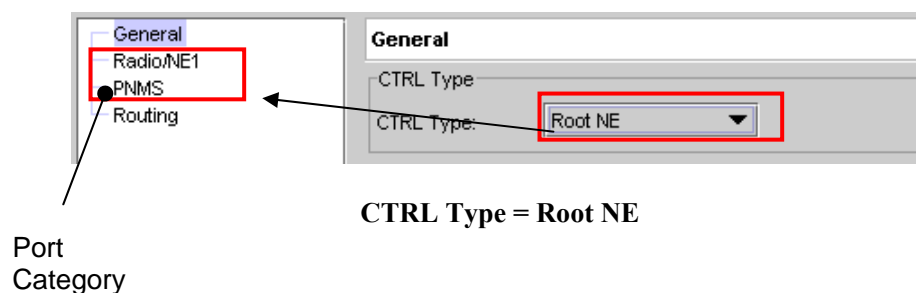 General
Radio/NE1
PNMS
Routing
General
CTRL Type
CTRL Type:
Root NE
CTRL Type = Root NE
Port
Category